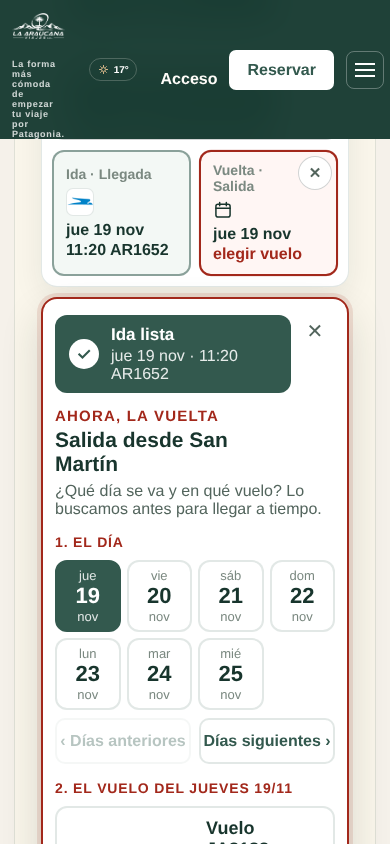 LA ARAUCANA
VIAJES
La forma
más
cómoda
de
empezar
tu viaje
por
Patagonia.
17°
Acceso
Reservar
Ida · Llegada
jue 19 nov
11:20 AR1652
Vuelta ·
Salida
jue 19 nov
elegir vuelo
Ida lista
jue 19 nov · 11:20
AR1652
AHORA, LA VUELTA
Salida desde San
Martín
¿Qué día se va y en qué vuelo? Lo
buscamos antes para llegar a tiempo.
1. EL DÍA
jue
19
nov
vie
20
nov
sáb
21
nov
dom
22
nov
lun
23
nov
mar
24
nov
mié
25
nov
‹ Días anteriores
Días siguientes ›
2. EL VUELO DEL JUEVES 19/11
Vuelo